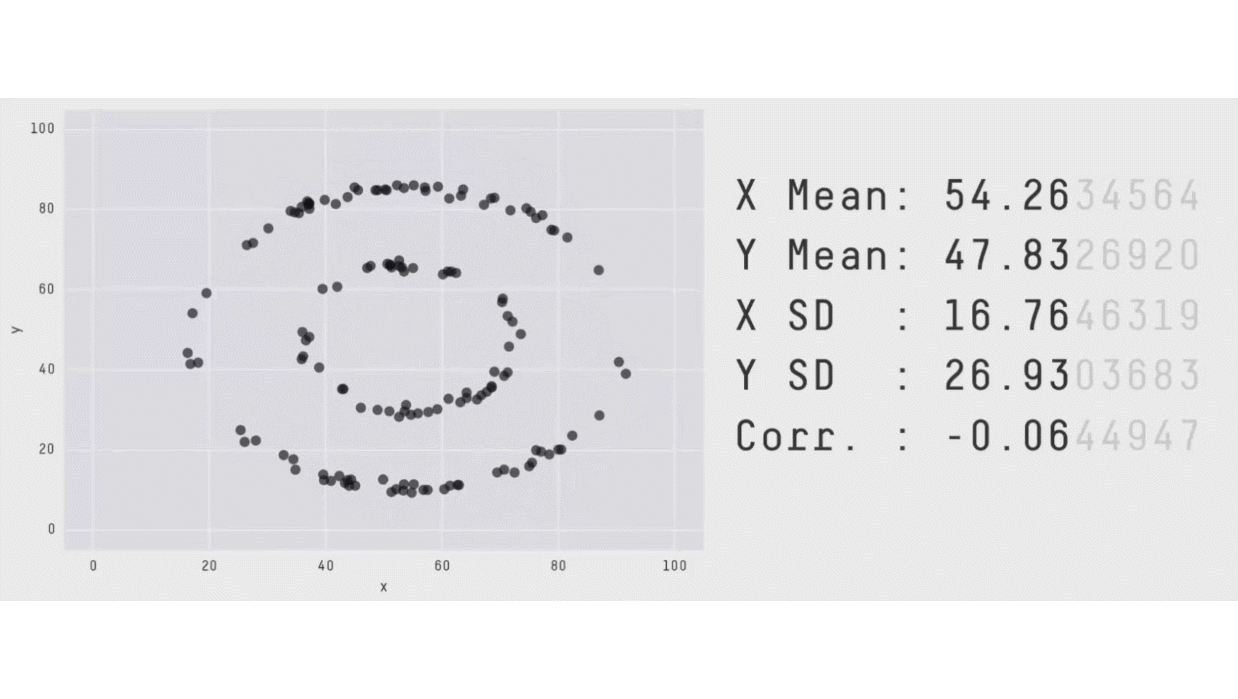 100
80
60
40
20
0
y
0 20 40 60 80 100
x
X Mean: 54.2634564
Y Mean: 47.8326920
X SD : 16.7646319
Y SD : 26.9303683
Corr. : -0.0644947